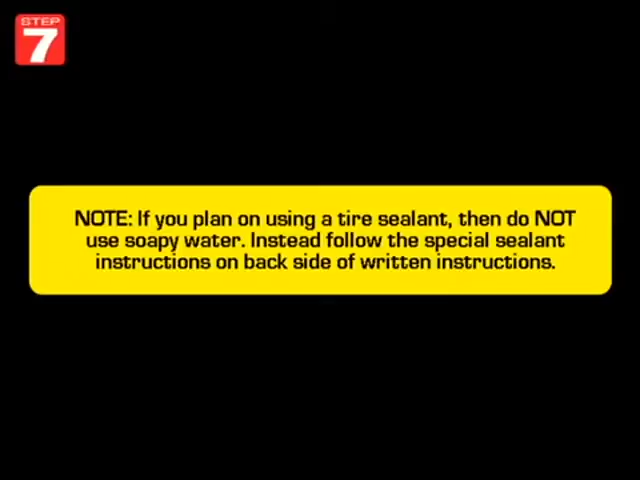 STEP
7
NOTE: If you plan on using a tire sealant, then do NOT
use soapy water. Instead follow the special sealant
instructions on back side of written instructions.